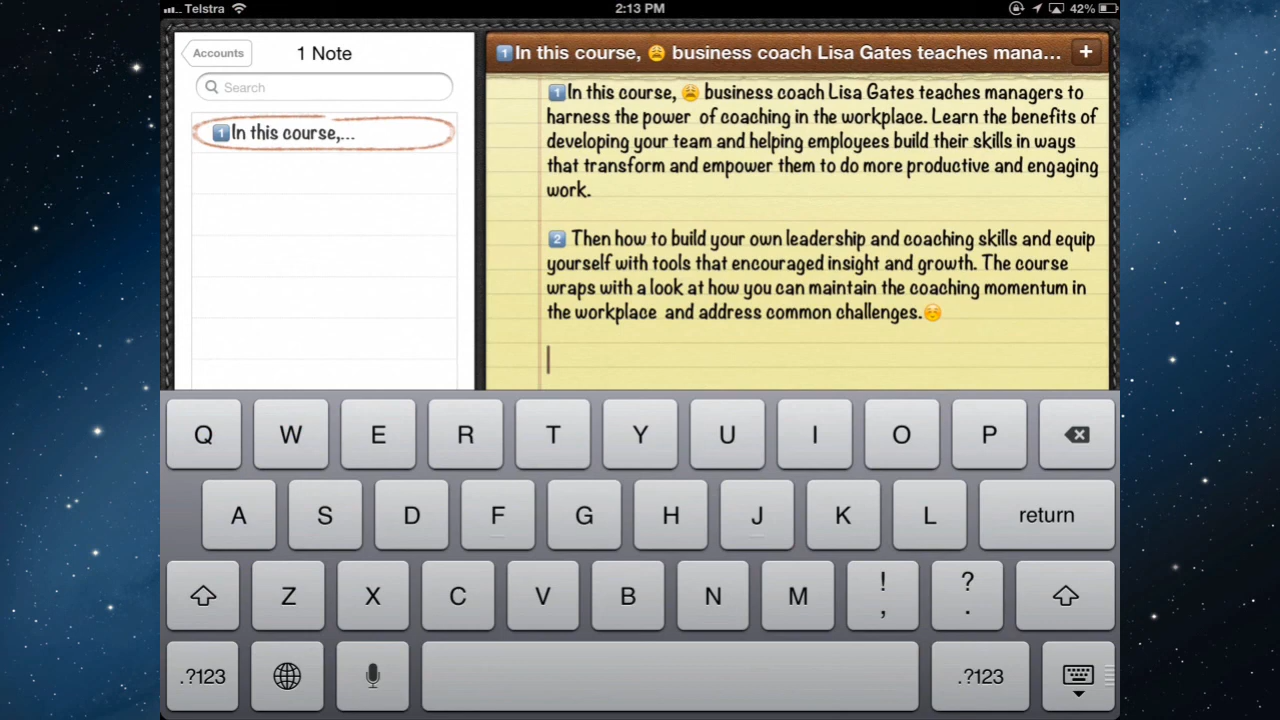 Telstra 2:13 PM 42%
Accounts 1 Note
1 In this course, 😩 business coach Lisa Gates teaches mana... +
Search
1 In this course,...
1 In this course, 😩 business coach Lisa Gates teaches managers to
harness the power of coaching in the workplace. Learn the benefits of
developing your team and helping employees build their skills in ways
that transform and empower them to do more productive and engaging
work.
2 Then how to build your own leadership and coaching skills and equip
yourself with tools that encouraged insight and growth. The course
wraps with a look at how you can maintain the coaching momentum in
the workplace and address common challenges.☺️
Q W E R T Y U I O P
A S D F G H J K L return
Z X C V B N M ! , ? .
.?123 .?123